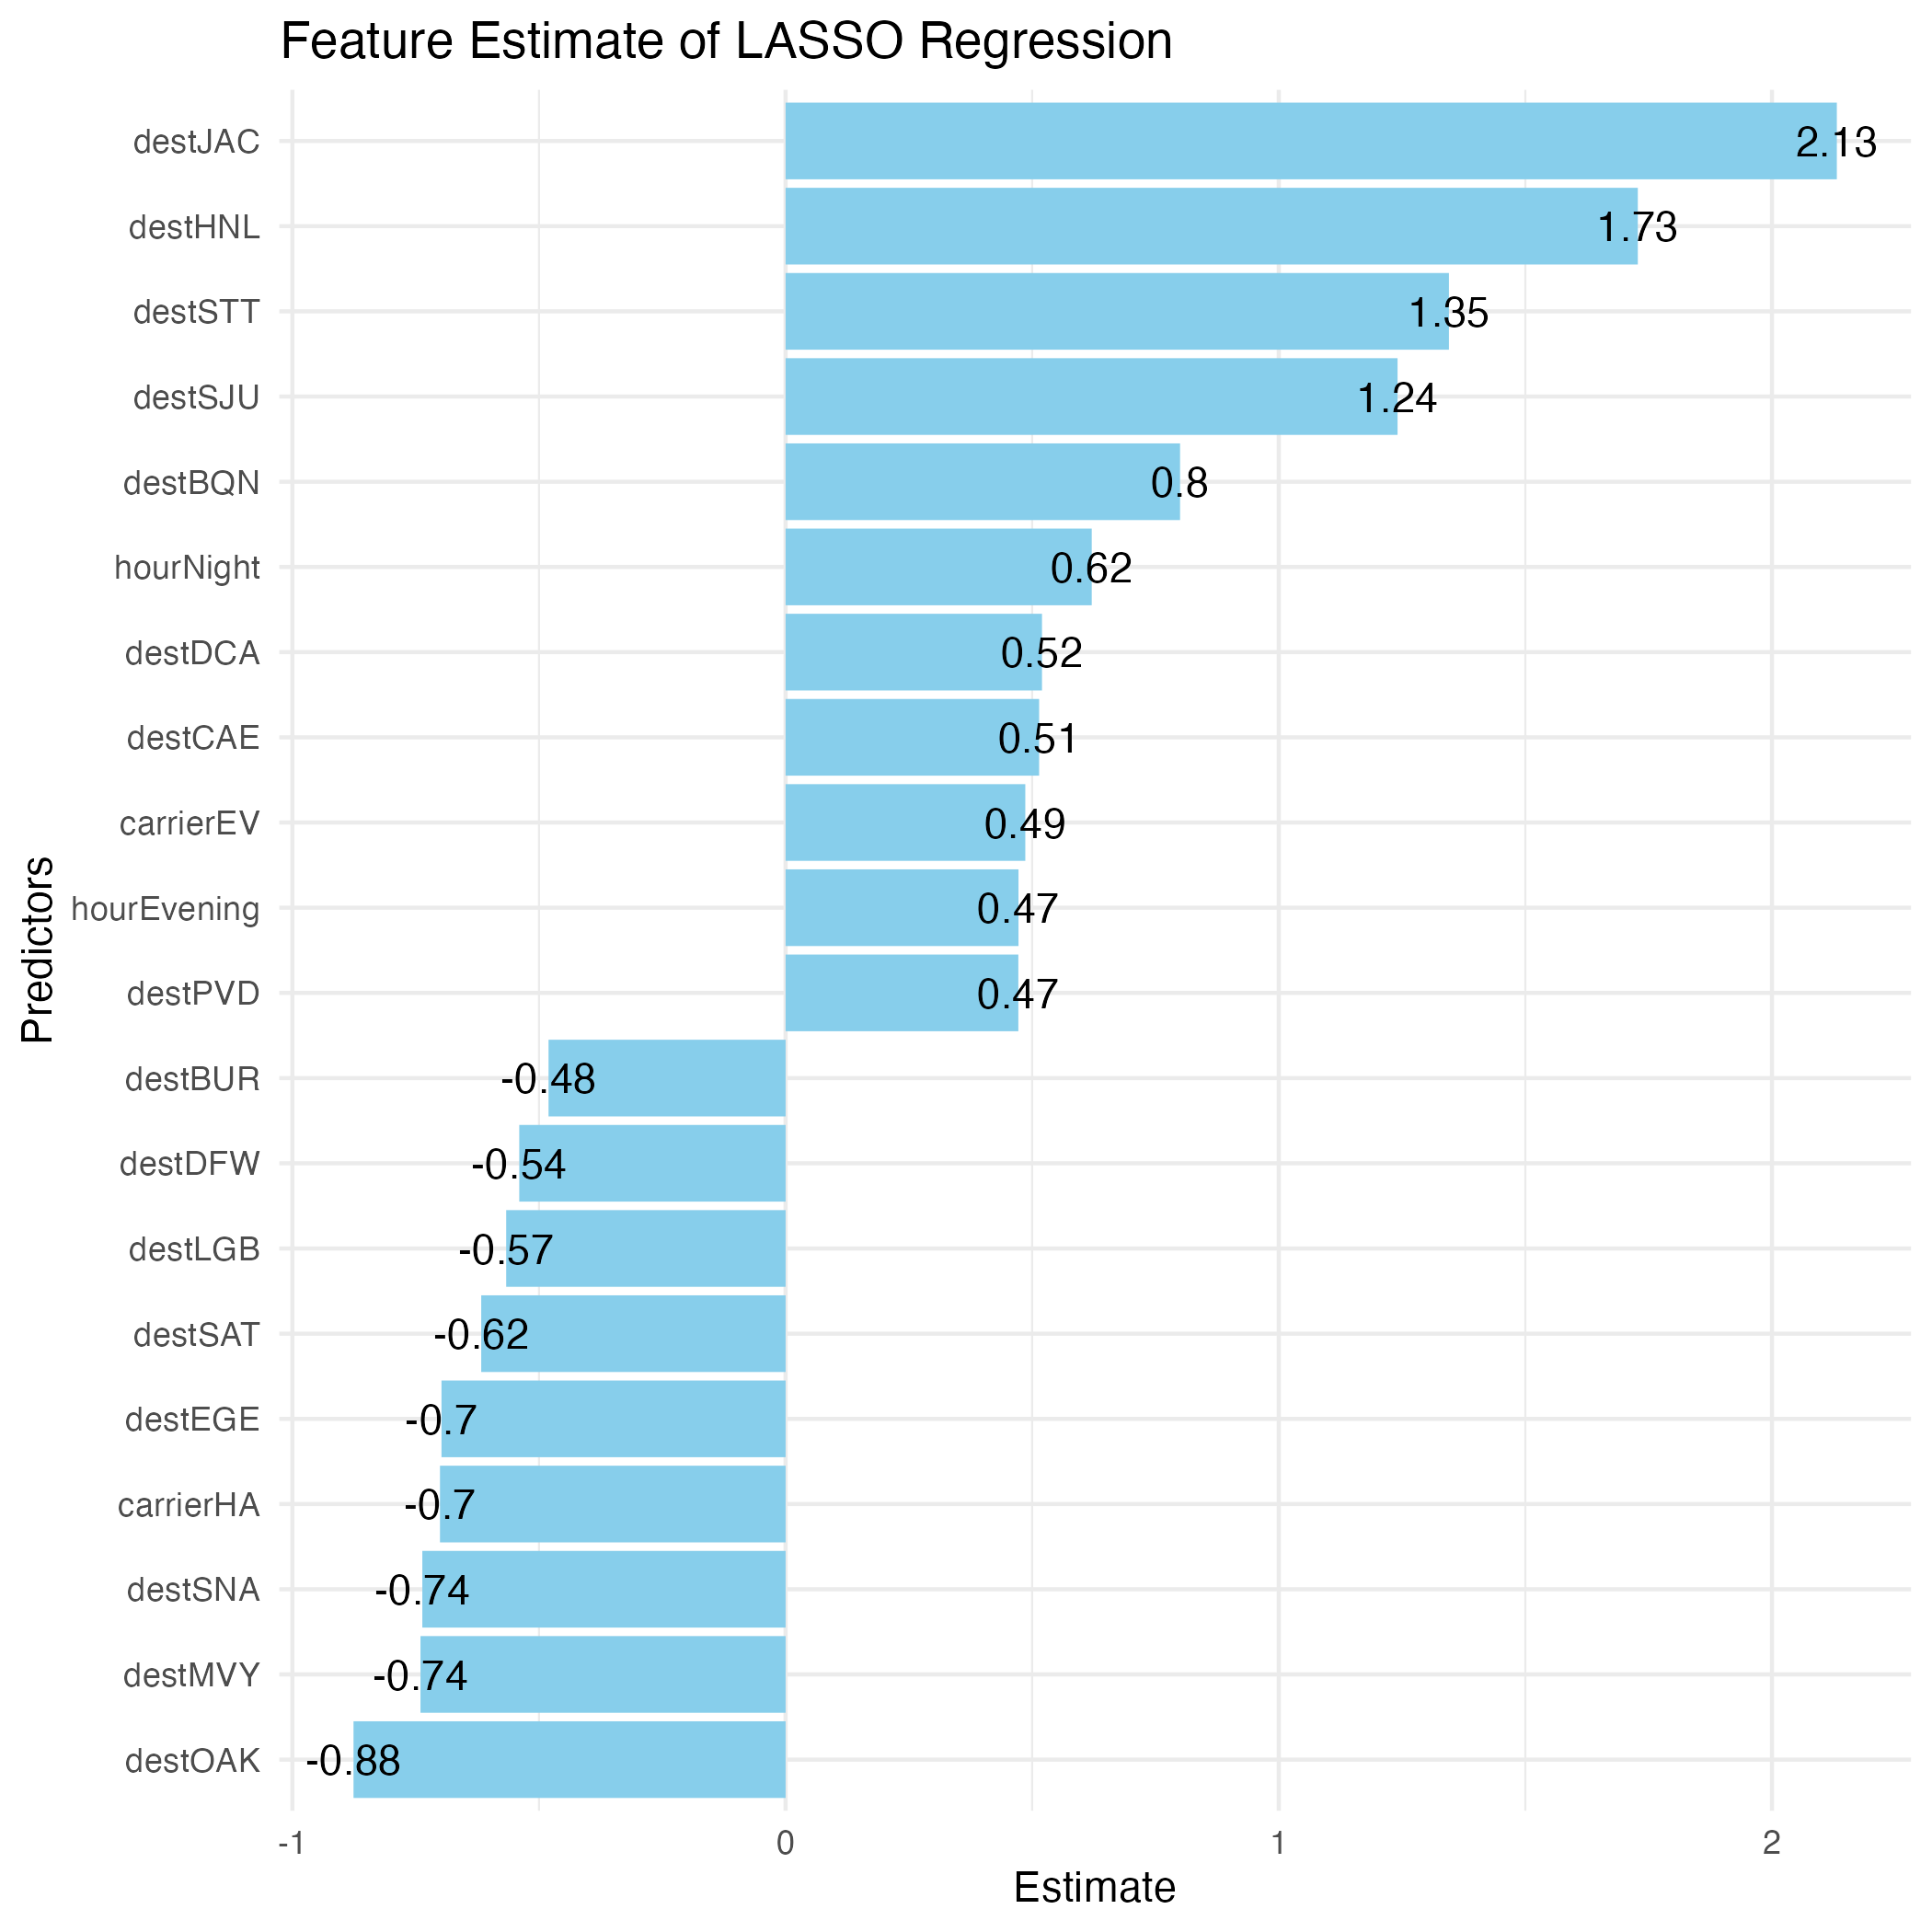 Feature Estimate of LASSO Regression
destJAC 2.13
destHNL 1.73
destSTT 1.35
destSJU 1.24
destBQN 0.8
hourNight 0.62
destDCA 0.52
destCAE 0.51
carrierEV 0.49
hourEvening 0.47
destPVD 0.47
destBUR -0.48
destDFW -0.54
destLGB -0.57
destSAT -0.62
destEGE -0.7
carrierHA -0.7
destSNA -0.74
destMVY -0.74
destOAK -0.88
Predictors
-1 0 1 2
Estimate